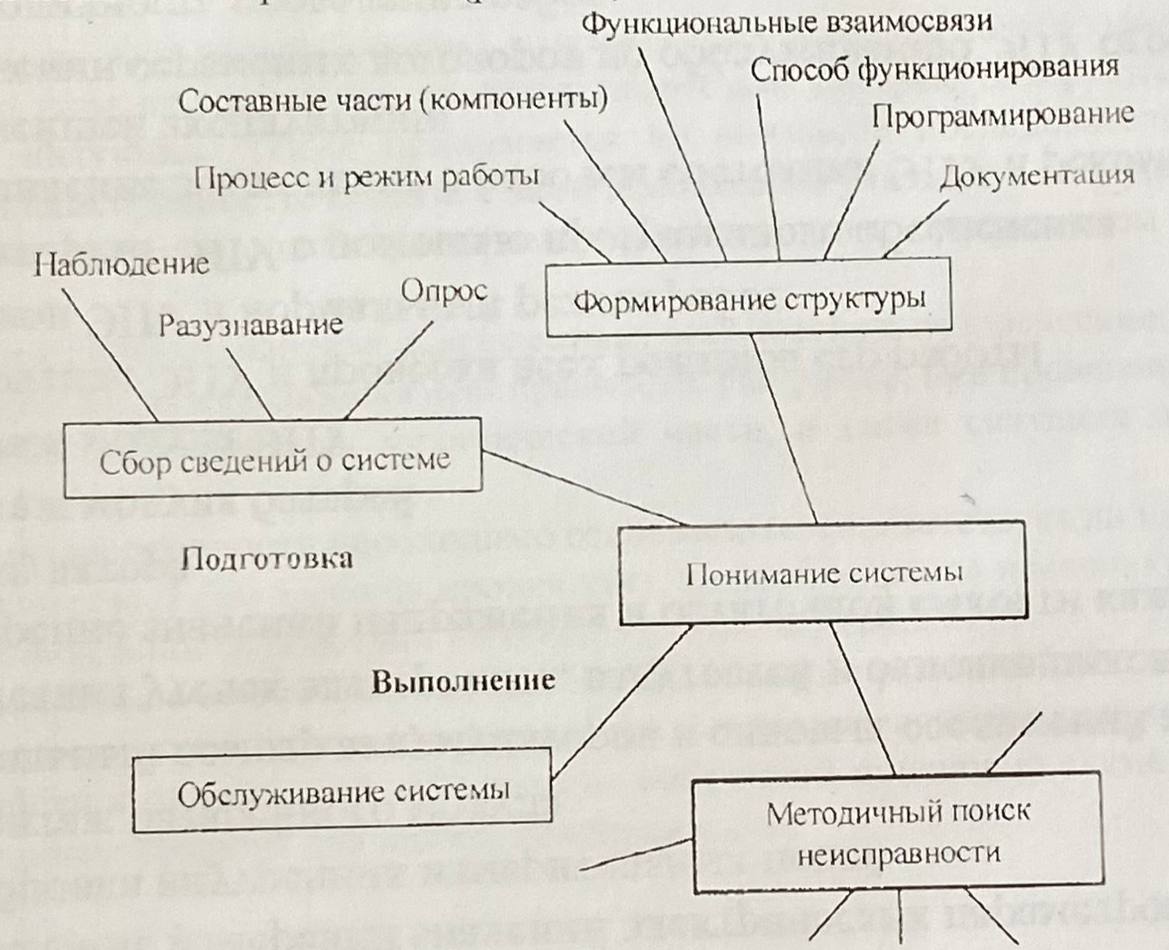 Функциональные взаимосвязи
Способ функционирования
Составные части (компоненты)
Программирование
Процесс и режим работы
Документация
Наблюдение
Опрос
Разузнавание
Формирование структуры
Сбор сведений о системе
Подготовка
Понимание системы
Выполнение
Обслуживание системы
Методичный поиск
неисправности